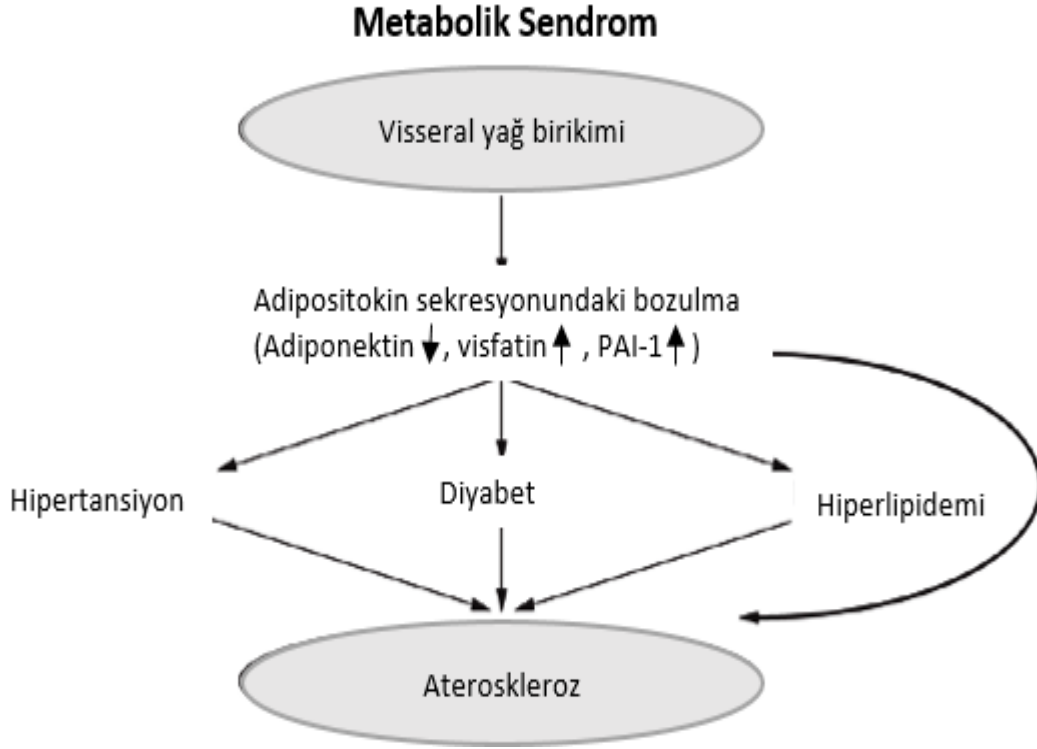 Metabolik Sendrom
Visseral yağ birikimi
Adipositokin sekresyonundaki bozulma
(Adiponektin ↓, visfatin ↑ , PAI-1 ↑ )
Hipertansiyon
Diyabet
Hiperlipidemi
Ateroskleroz